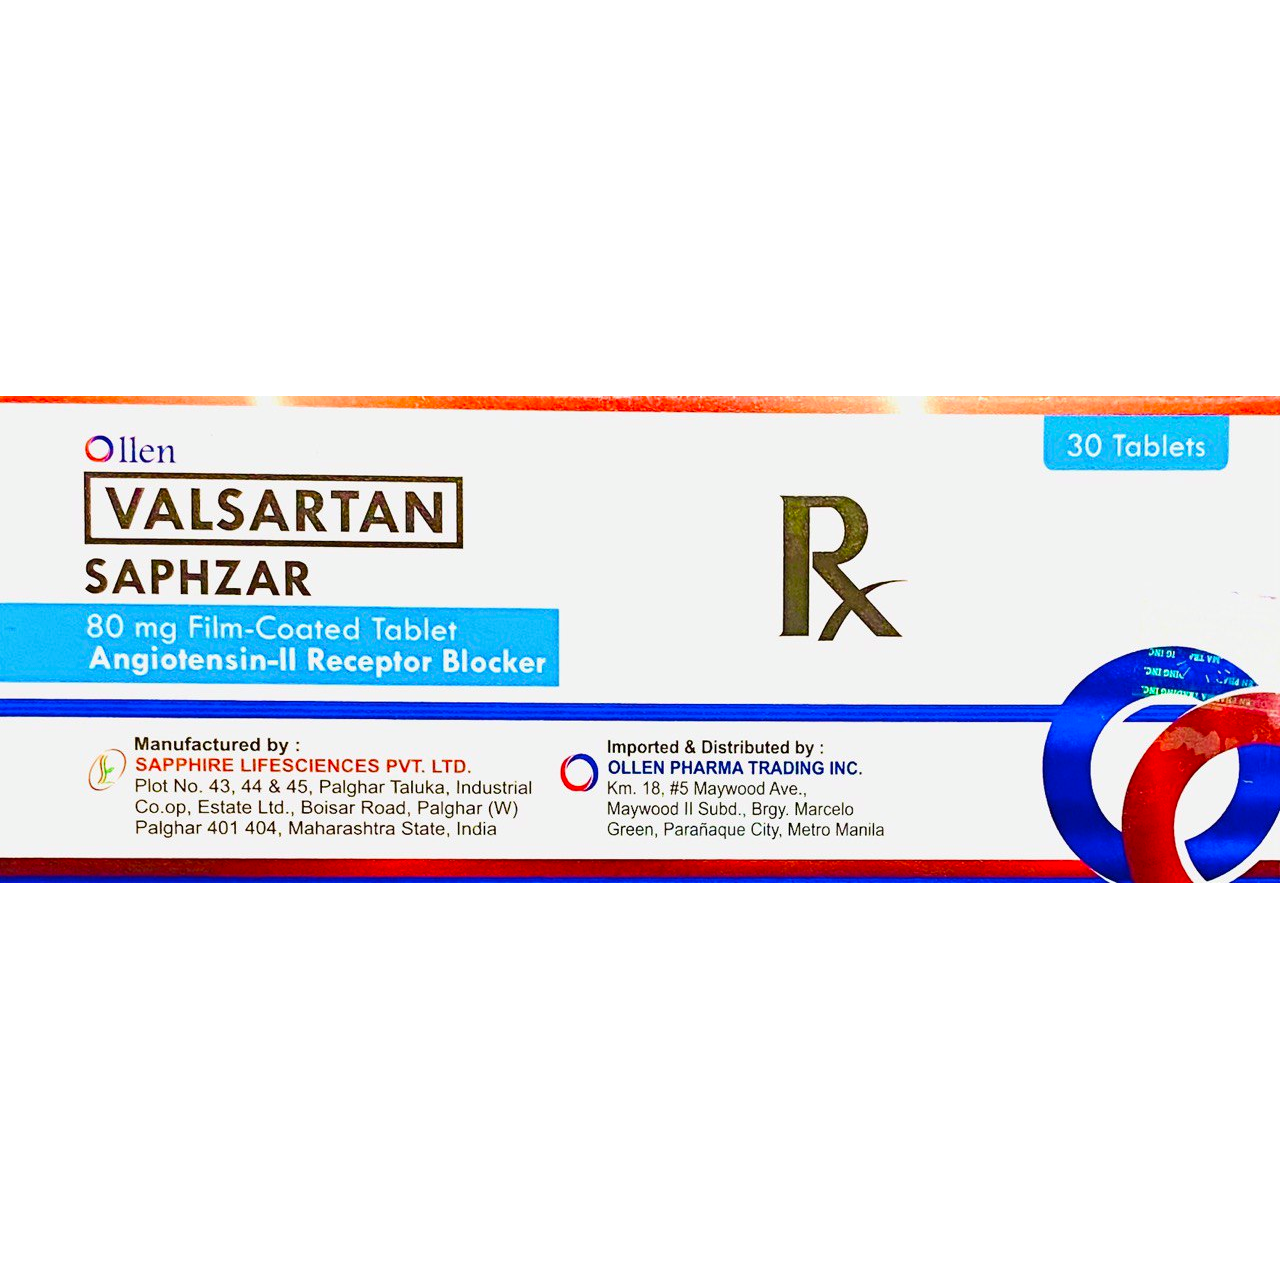 Ollen
VALSARTAN
SAPHZAR
80 mg Film-Coated Tablet
Angiotensin-II Receptor Blocker
Rx
30 Tablets
Manufactured by :
SAPPHIRE LIFESCIENCES PVT. LTD.
Plot No. 43, 44 & 45, Palghar Taluka, Industrial
Co.op, Estate Ltd., Boisar Road, Palghar (W)
Palghar 401 404, Maharashtra State, India
Imported & Distributed by :
OLLEN PHARMA TRADING INC.
Km. 18, #5 Maywood Ave.,
Maywood II Subd., Brgy. Marcelo
Green, Parañaque City, Metro Manila